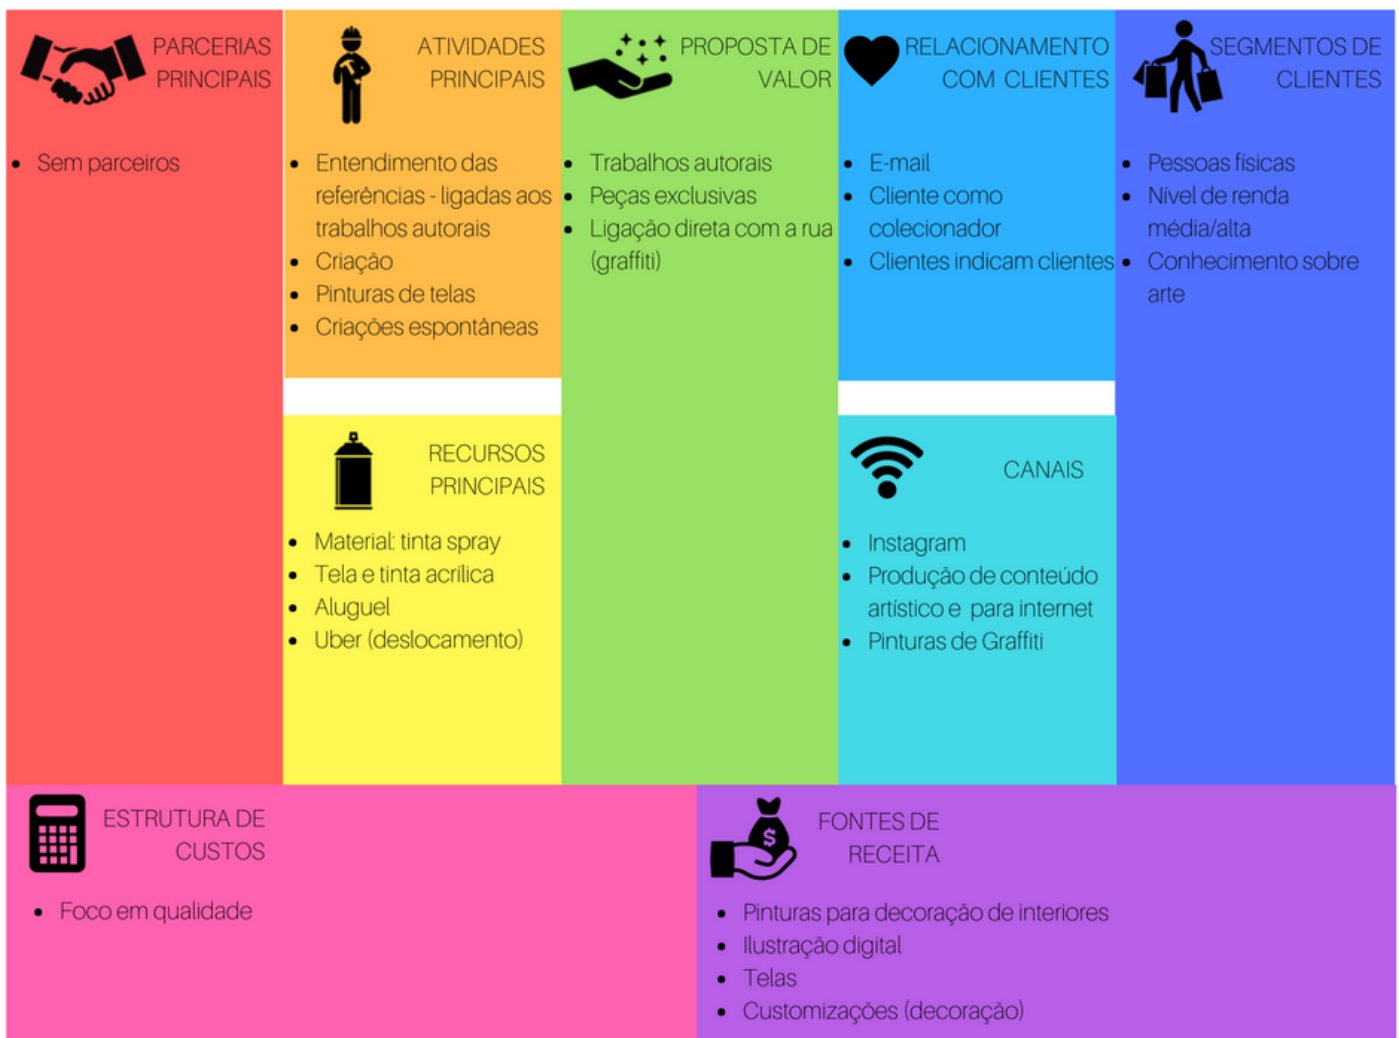 PARCERIAS
PRINCIPAIS
• Sem parceiros
ATIVIDADES
PRINCIPAIS
• Entendimento das
referências - ligadas aos
trabalhos autorais
• Criação
• Pinturas de telas
• Criações espontâneas
RECURSOS
PRINCIPAIS
• Material: tinta spray
• Tela e tinta acrílica
• Aluguel
• Uber (deslocamento)
PROPOSTA DE
VALOR
• Trabalhos autorais
• Peças exclusivas
• Ligação direta com a rua
(graffiti)
RELACIONAMENTO
COM CLIENTES
• E-mail
• Cliente como
colecionador
• Clientes indicam clientes
CANAIS
• Instagram
• Produção de conteúdo
artístico e para internet
• Pinturas de Graffiti
SEGMENTOS DE
CLIENTES
• Pessoas físicas
• Nível de renda
média/alta
• Conhecimento sobre
arte
ESTRUTURA DE
CUSTOS
• Foco em qualidade
$
FONTES DE
RECEITA
• Pinturas para decoração de interiores
• Ilustração digital
• Telas
• Customizações (decoração)